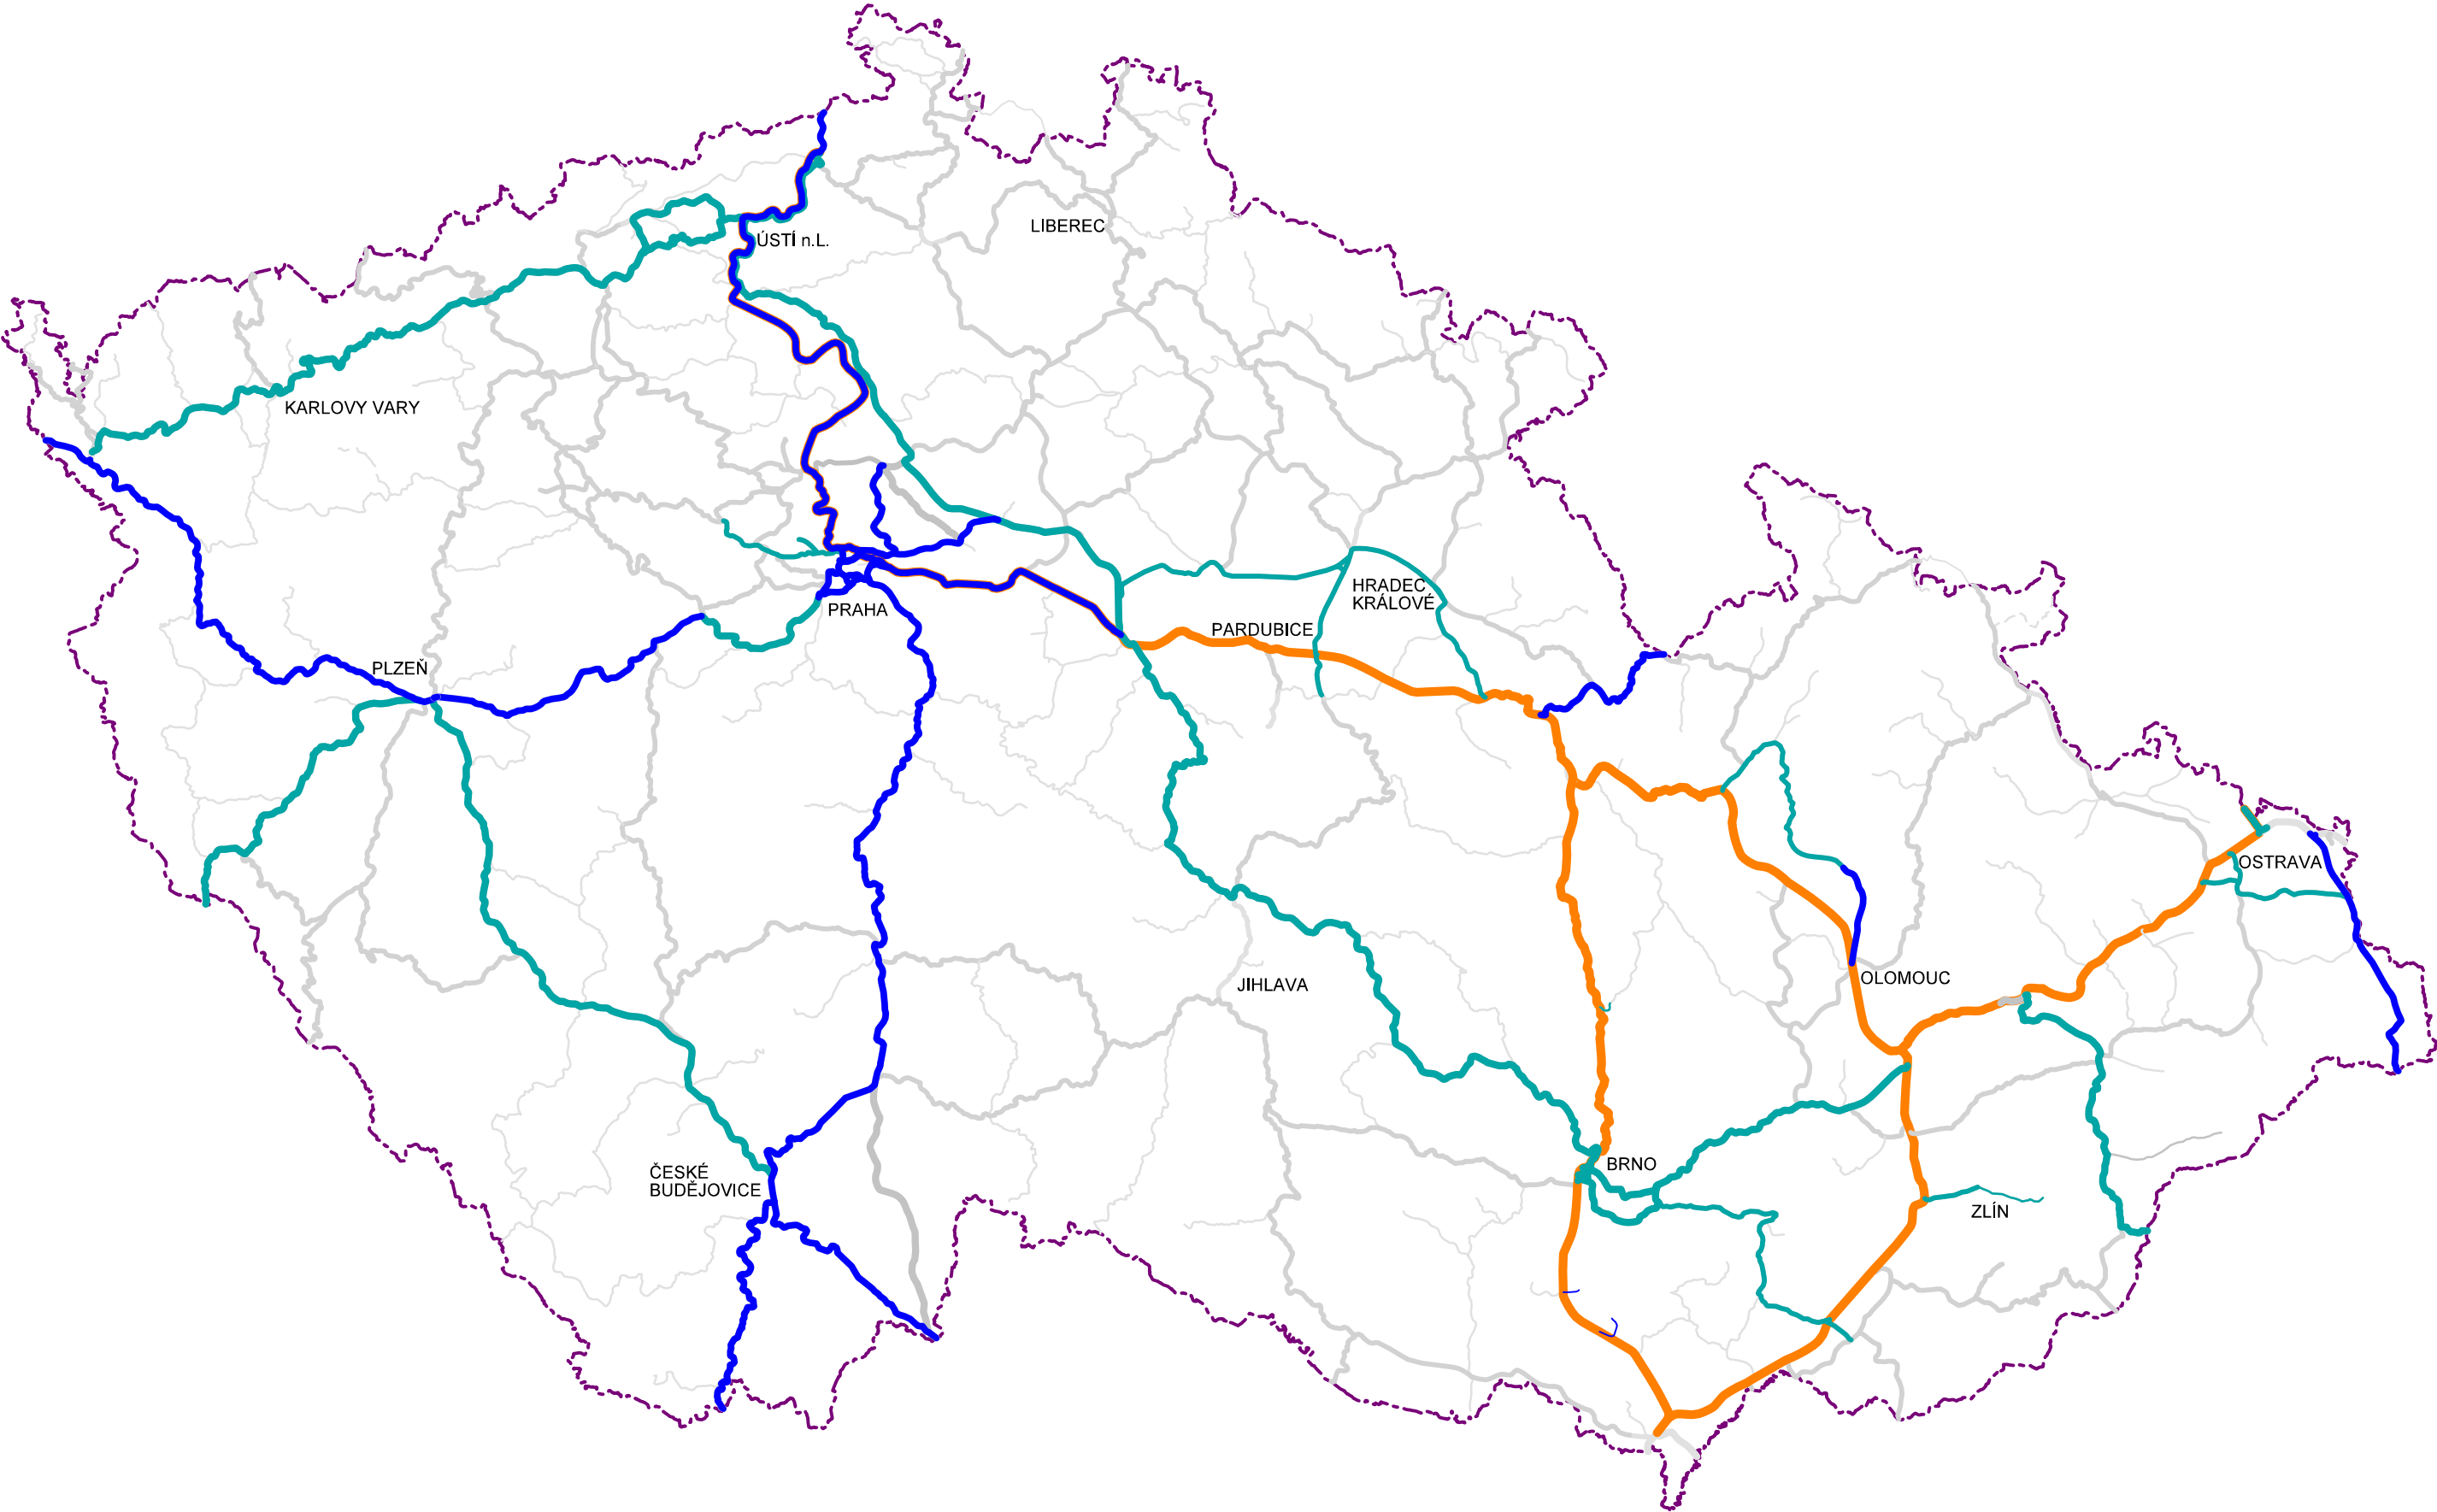 ÚSTÍ n.L.
LIBEREC
KARLOVY VARY
HRADEC
KRÁLOVÉ
PRAHA
PARDUBICE
PLZEŇ
OSTRAVA
OLOMOUC
JIHLAVA
BRNO
ČESKÉ
BUDĚJOVICE
ZLÍN